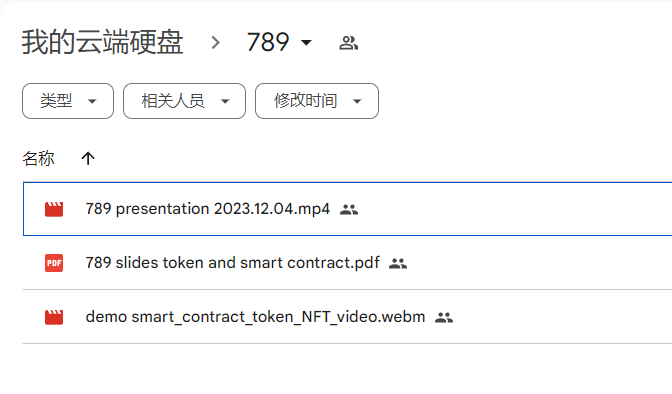 我的云端硬盘 789
类型 相关人员 修改时间
名称
789 presentation 2023.12.04.mp4
PDF 789 slides token and smart contract.pdf
demo smart_contract_token_NFT_video.webm